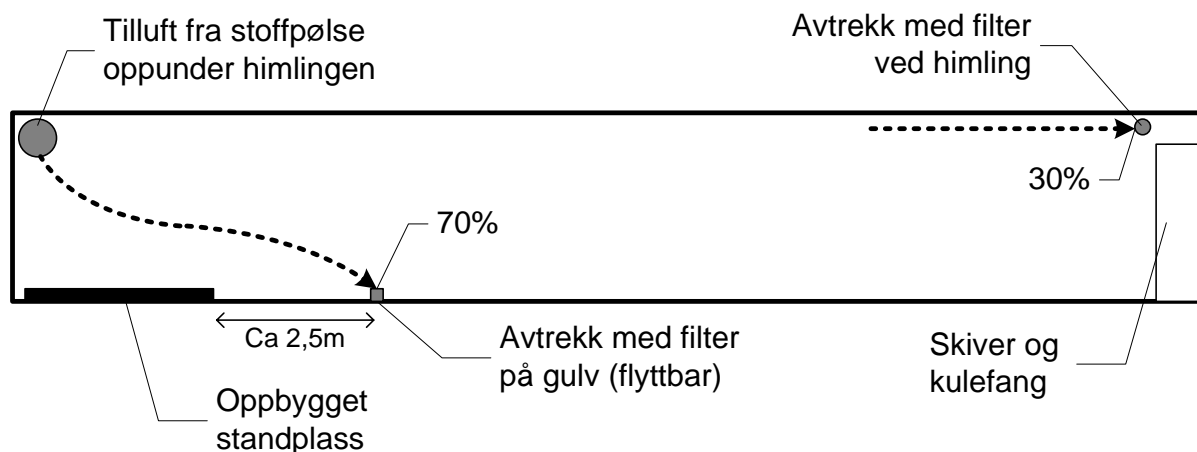 Tilluft fra stoffpølse
oppunder himlingen
Avtrekk med filter
ved himling
30%
70%
Ca 2,5m
Avtrekk med filter
på gulv (flyttbar)
Skiver og
kulefang
Oppbygget
standplass